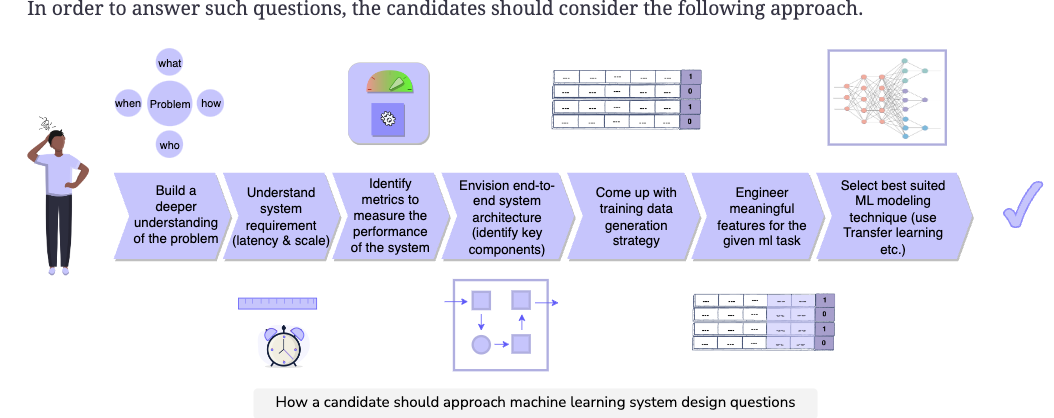 In order to answer such questions, the candidates should consider the following approach.
what
when
Problem
how
who
1
0
1
0
Build a
deeper
understanding
of the problem
Understand
system
requirement
(latency & scale)
Identify
metrics to
measure the
performance
of the system
Envision end-to-
end system
architecture
(identify key
components)
Come up with
training data
generation
strategy
Engineer
meaningful
features for the
given ml task
Select best suited
ML modeling
technique (use
Transfer learning
etc.)
1
0
1
0
How a candidate should approach machine learning system design questions